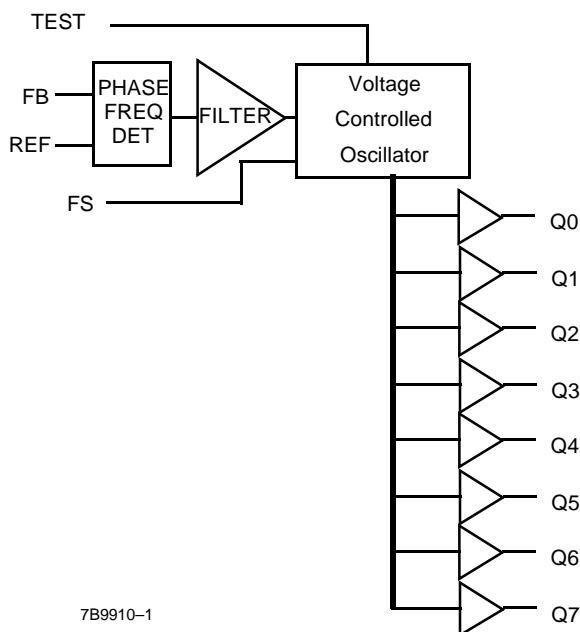 TEST
FB
REF
PHASE
FREQ
DET
FILTER
Voltage
Controlled
Oscillator
FS
Q0
Q1
Q2
Q3
Q4
Q5
Q6
Q7
7B9910–1